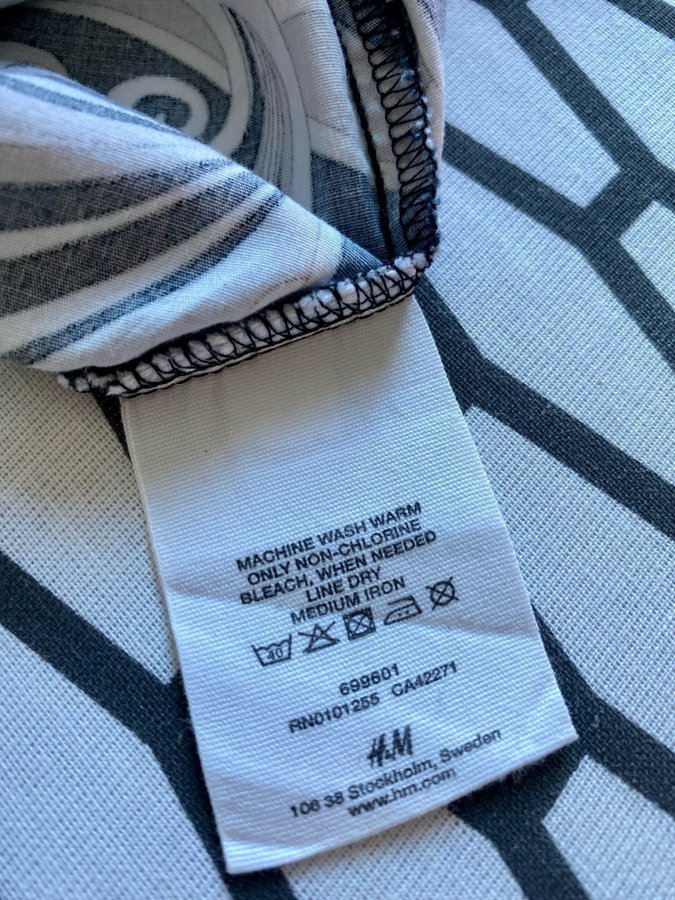 MACHINE WASH WARM
ONLY NON-CHLORINE
BLEACH, WHEN NEEDED
LINE DRY
MEDIUM IRON
40
699601
RN0101255 CA42271
H&M
106 38 Stockholm, Sweden
www.hm.com